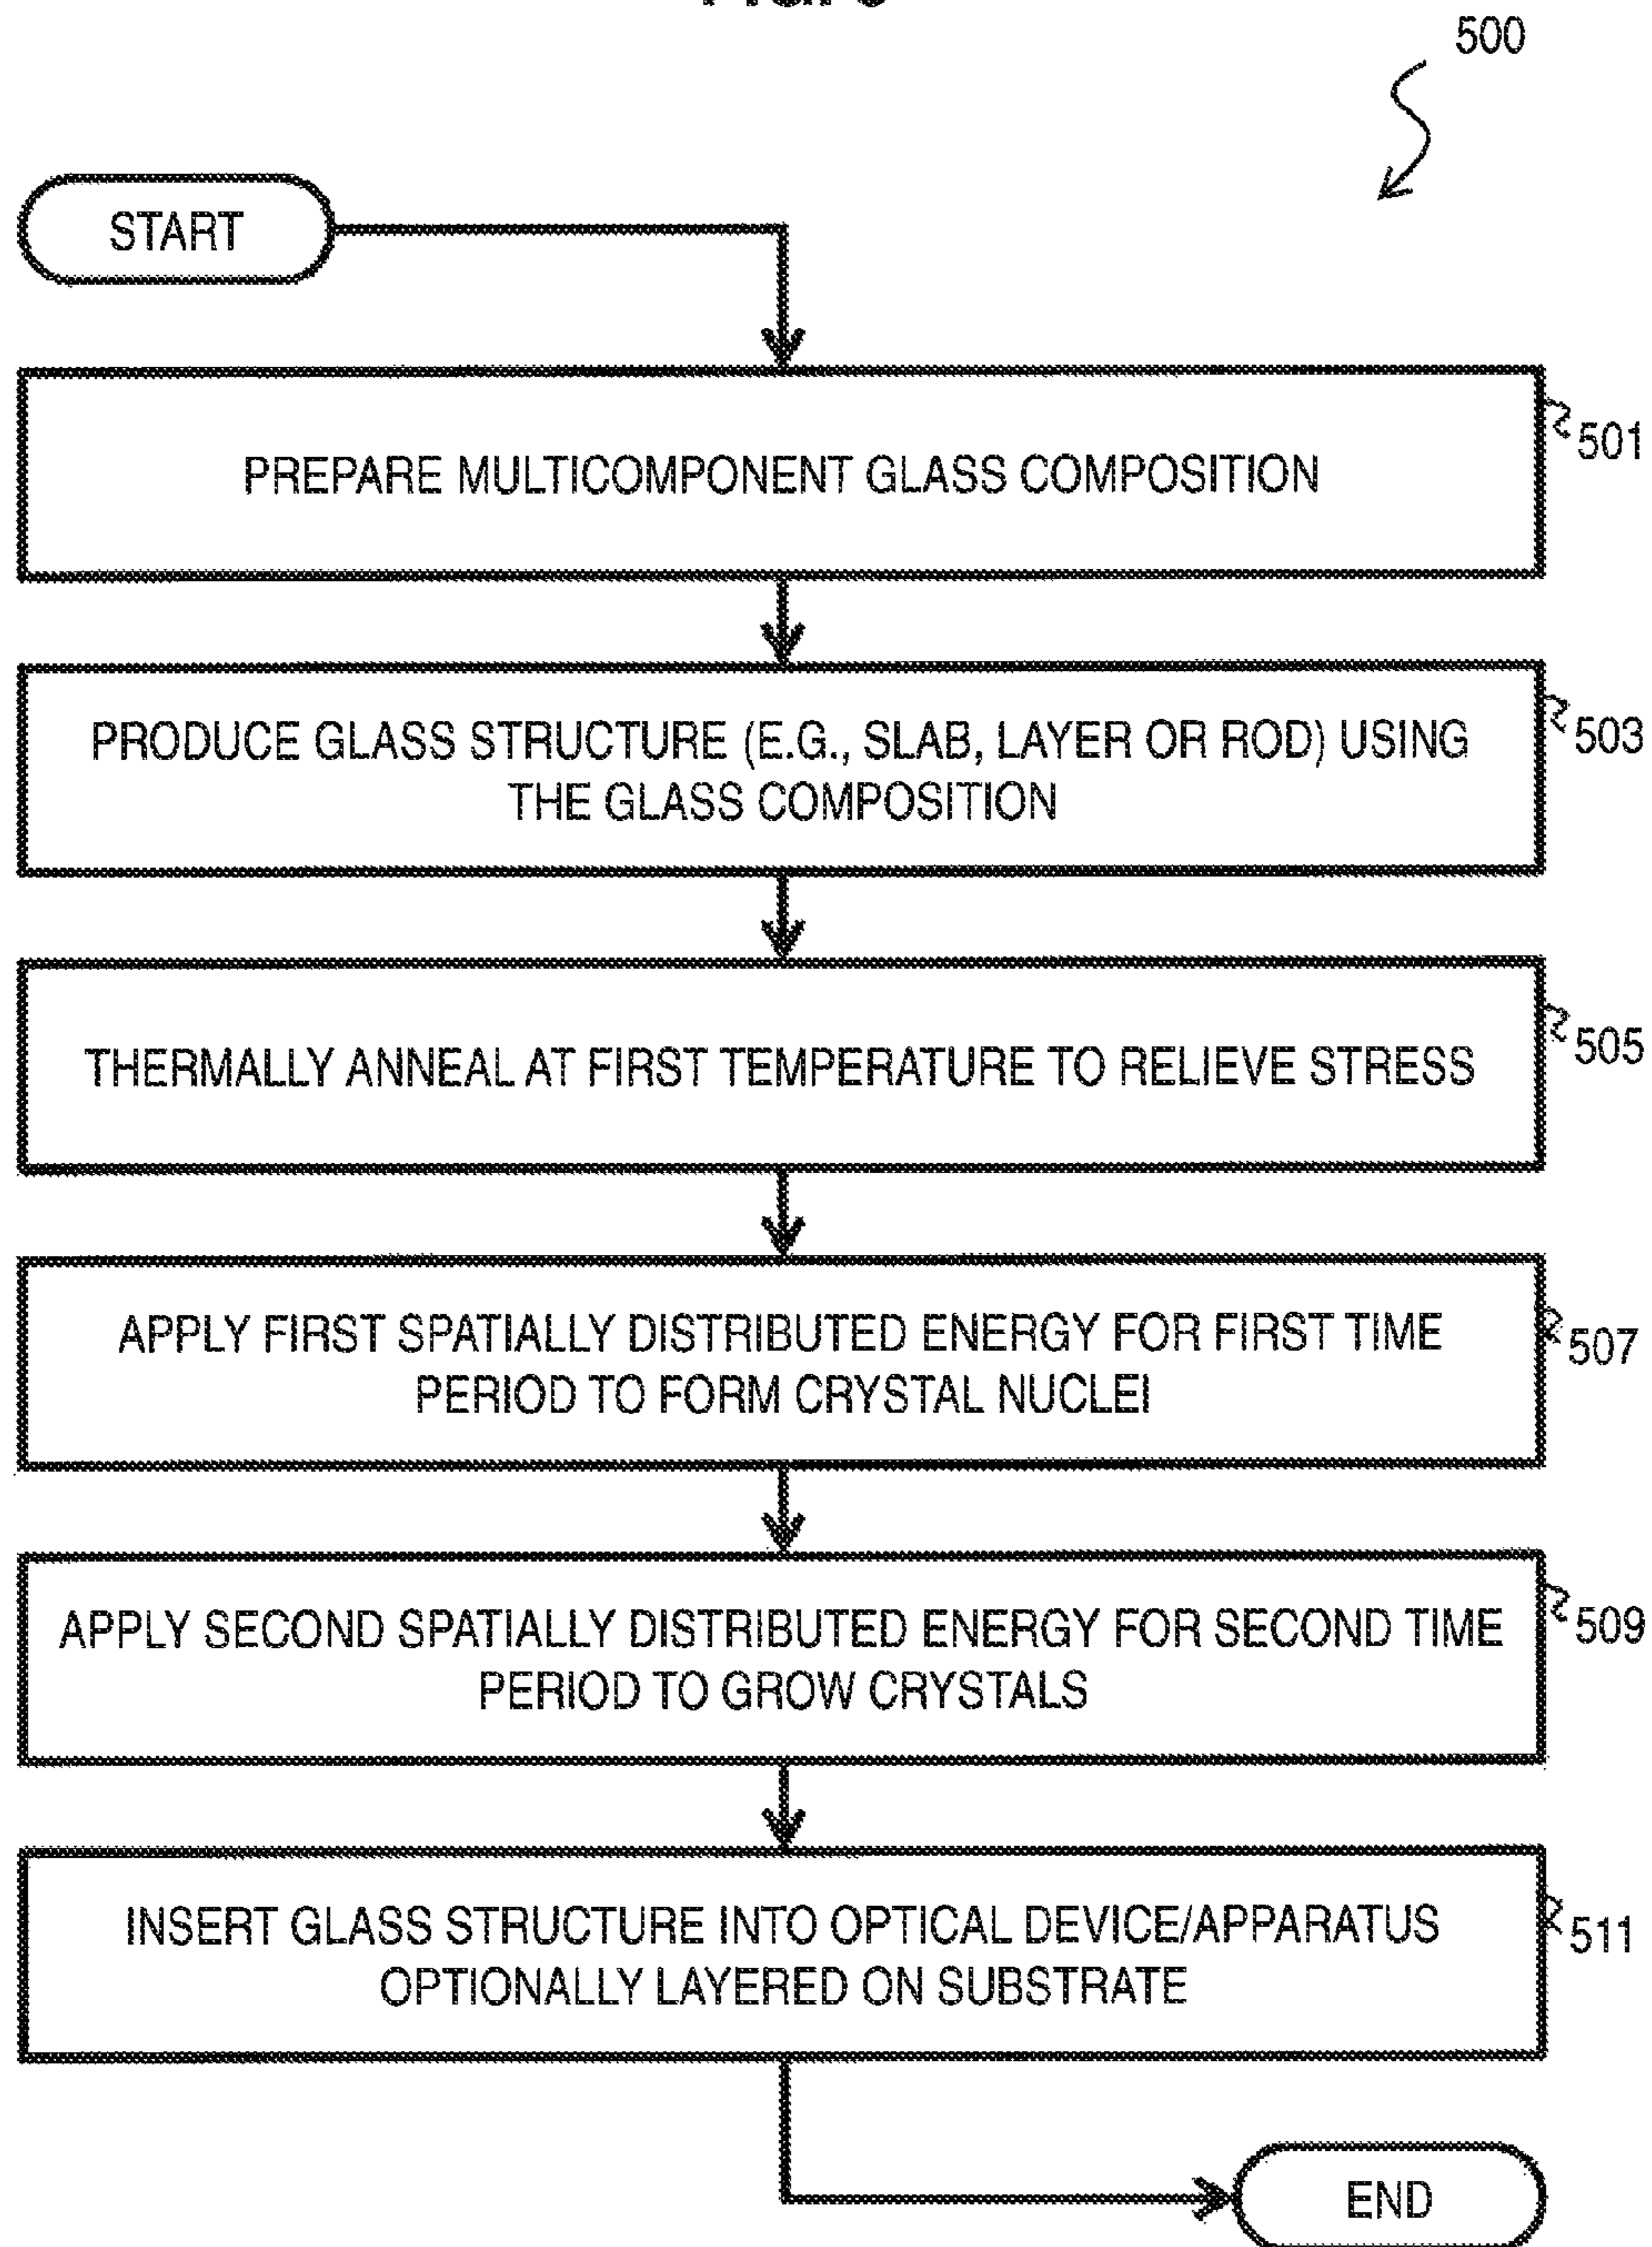 500
START
PREPARE MULTICOMPONENT GLASS COMPOSITION
501
PRODUCE GLASS STRUCTURE (E.G., SLAB, LAYER OR ROD) USING
THE GLASS COMPOSITION
503
THERMALLY ANNEAL AT FIRST TEMPERATURE TO RELIEVE STRESS
505
APPLY FIRST SPATIALLY DISTRIBUTED ENERGY FOR FIRST TIME
PERIOD TO FORM CRYSTAL NUCLEI
507
APPLY SECOND SPATIALLY DISTRIBUTED ENERGY FOR SECOND TIME
PERIOD TO GROW CRYSTALS
509
INSERT GLASS STRUCTURE INTO OPTICAL DEVICE/APPARATUS
OPTIONALLY LAYERED ON SUBSTRATE
511
END